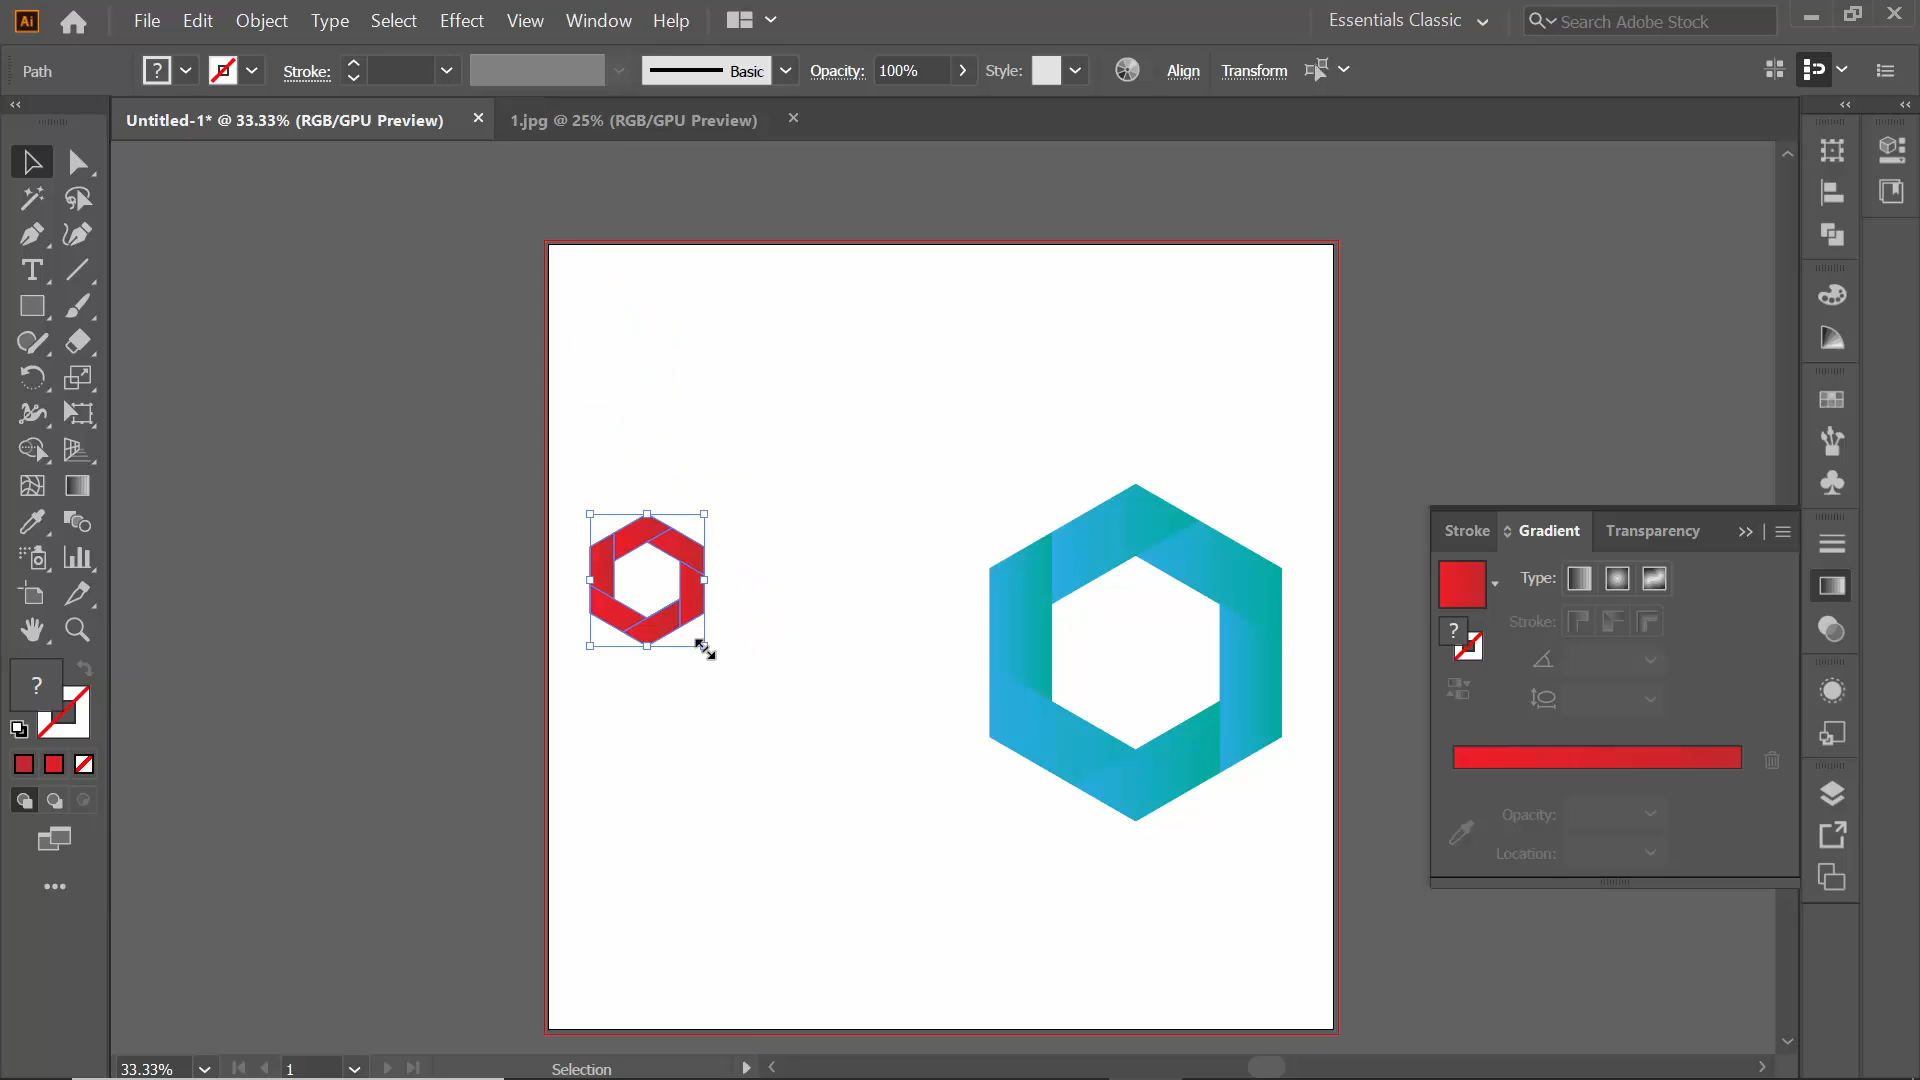 Ai File Edit Object Type Select Effect View Window Help Essentials Classic Search Adobe Stock
Path ? Stroke: Basic Opacity: 100% Style: Align Transform
Untitled-1* @ 33.33% (RGB/GPU Preview) 1.jpg @ 25% (RGB/GPU Preview)
T
Stroke Gradient Transparency
Type:
Stroke:
?
?
Opacity:
Location:
33.33% 1 Selection